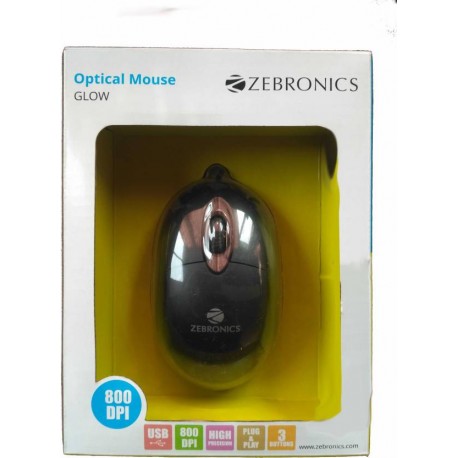 Optical Mouse
GLOW
ZEBRONICS
ZEBRONICS
800
DPI
USB
800
DPI
HIGH
PRECISION
PLUG
& PLAY
3
BUTTONS
www.zebronics.com